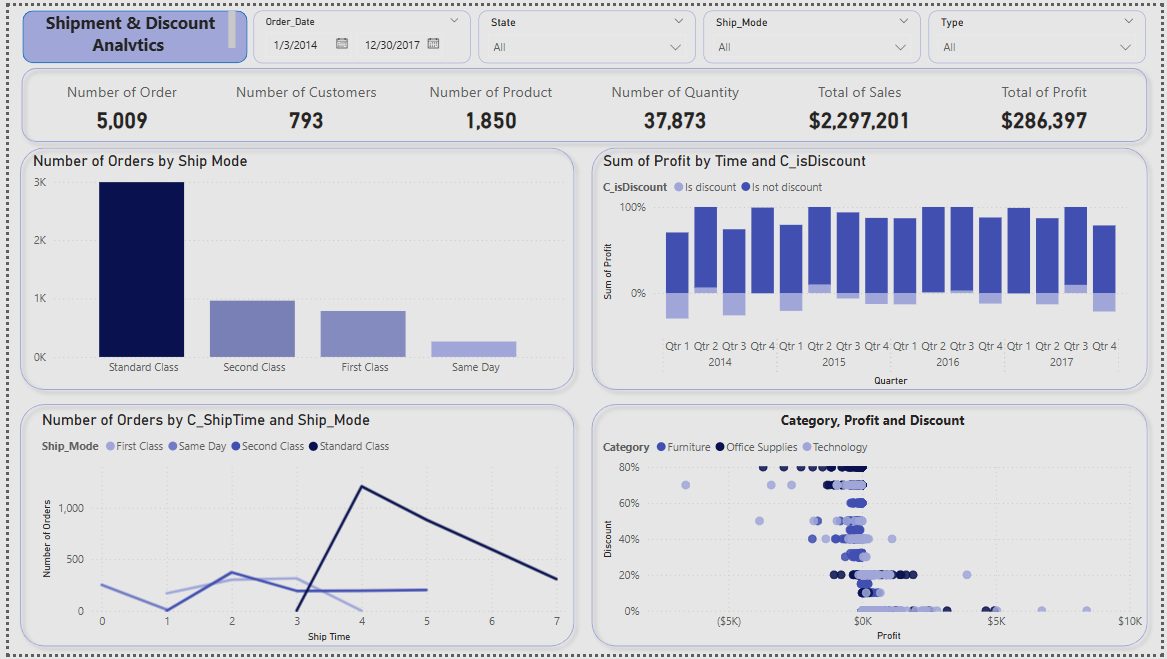 Shipment & Discount
Analytics
Order_Date
1/3/2014 12/30/2017
State
All
Ship_Mode
All
Type
All
Number of Order
5,009
Number of Customers
793
Number of Product
1,850
Number of Quantity
37,873
Total of Sales
$2,297,201
Total of Profit
$286,397
Number of Orders by Ship Mode
3K
2K
1K
0K
Standard Class Second Class First Class Same Day
Sum of Profit by Time and C_isDiscount
C_isDiscount Is discount Is not discount
100%
0%
Sum of Profit
Qtr 1 Qtr 2 Qtr 3 Qtr 4 Qtr 1 Qtr 2 Qtr 3 Qtr 4 Qtr 1 Qtr 2 Qtr 3 Qtr 4 Qtr 1 Qtr 2 Qtr 3 Qtr 4
2014 2015 2016 2017
Quarter
Number of Orders by C_ShipTime and Ship_Mode
Ship_Mode First Class Same Day Second Class Standard Class
1,000
500
0
Number of Orders
0 1 2 3 4 5 6 7
Ship Time
Category, Profit and Discount
Category Furniture Office Supplies Technology
80%
60%
40%
20%
0%
Discount
($5K) $0K $5K $10K
Profit